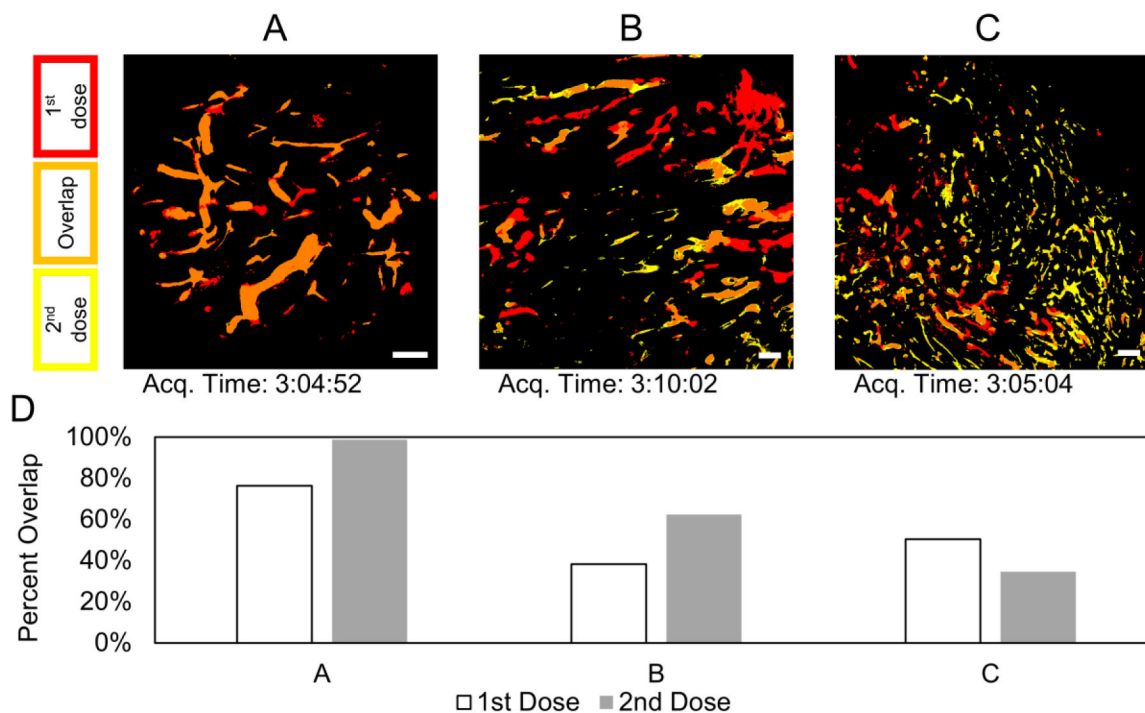 A
B
C
1st dose
Overlap
2nd dose
Acq. Time: 3:04:52
Acq. Time: 3:10:02
Acq. Time: 3:05:04
D
Percent Overlap
100%
80%
60%
40%
20%
0%
A
B
C
1st Dose
2nd Dose